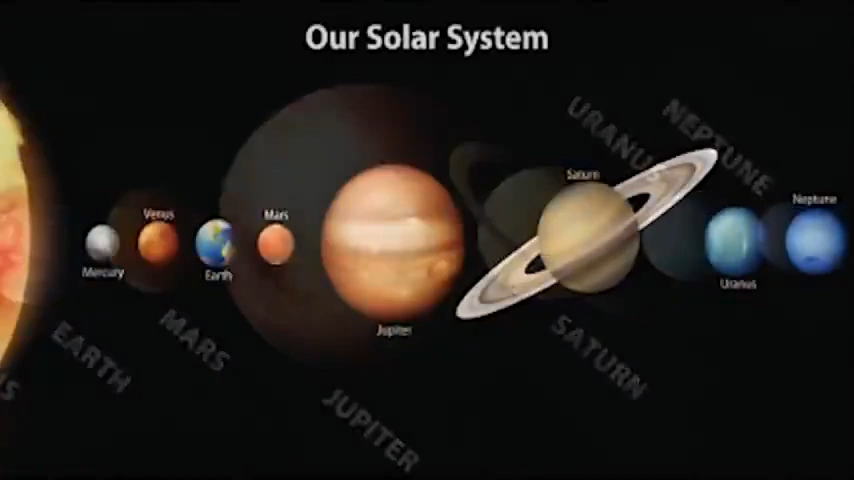 Our Solar System
URANUS
NEPTUNE
Saturn
Neptune
Venus
Mars
Mercury
Earth
Uranus
Jupiter
EARTH
MARS
SATURN
JUPITER